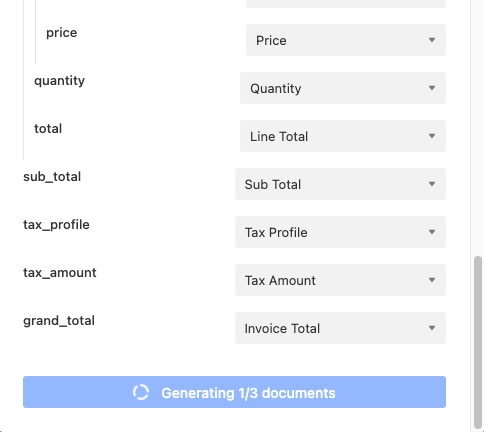 price Price
quantity Quantity
total Line Total
sub_total Sub Total
tax_profile Tax Profile
tax_amount Tax Amount
grand_total Invoice Total
Generating 1/3 documents